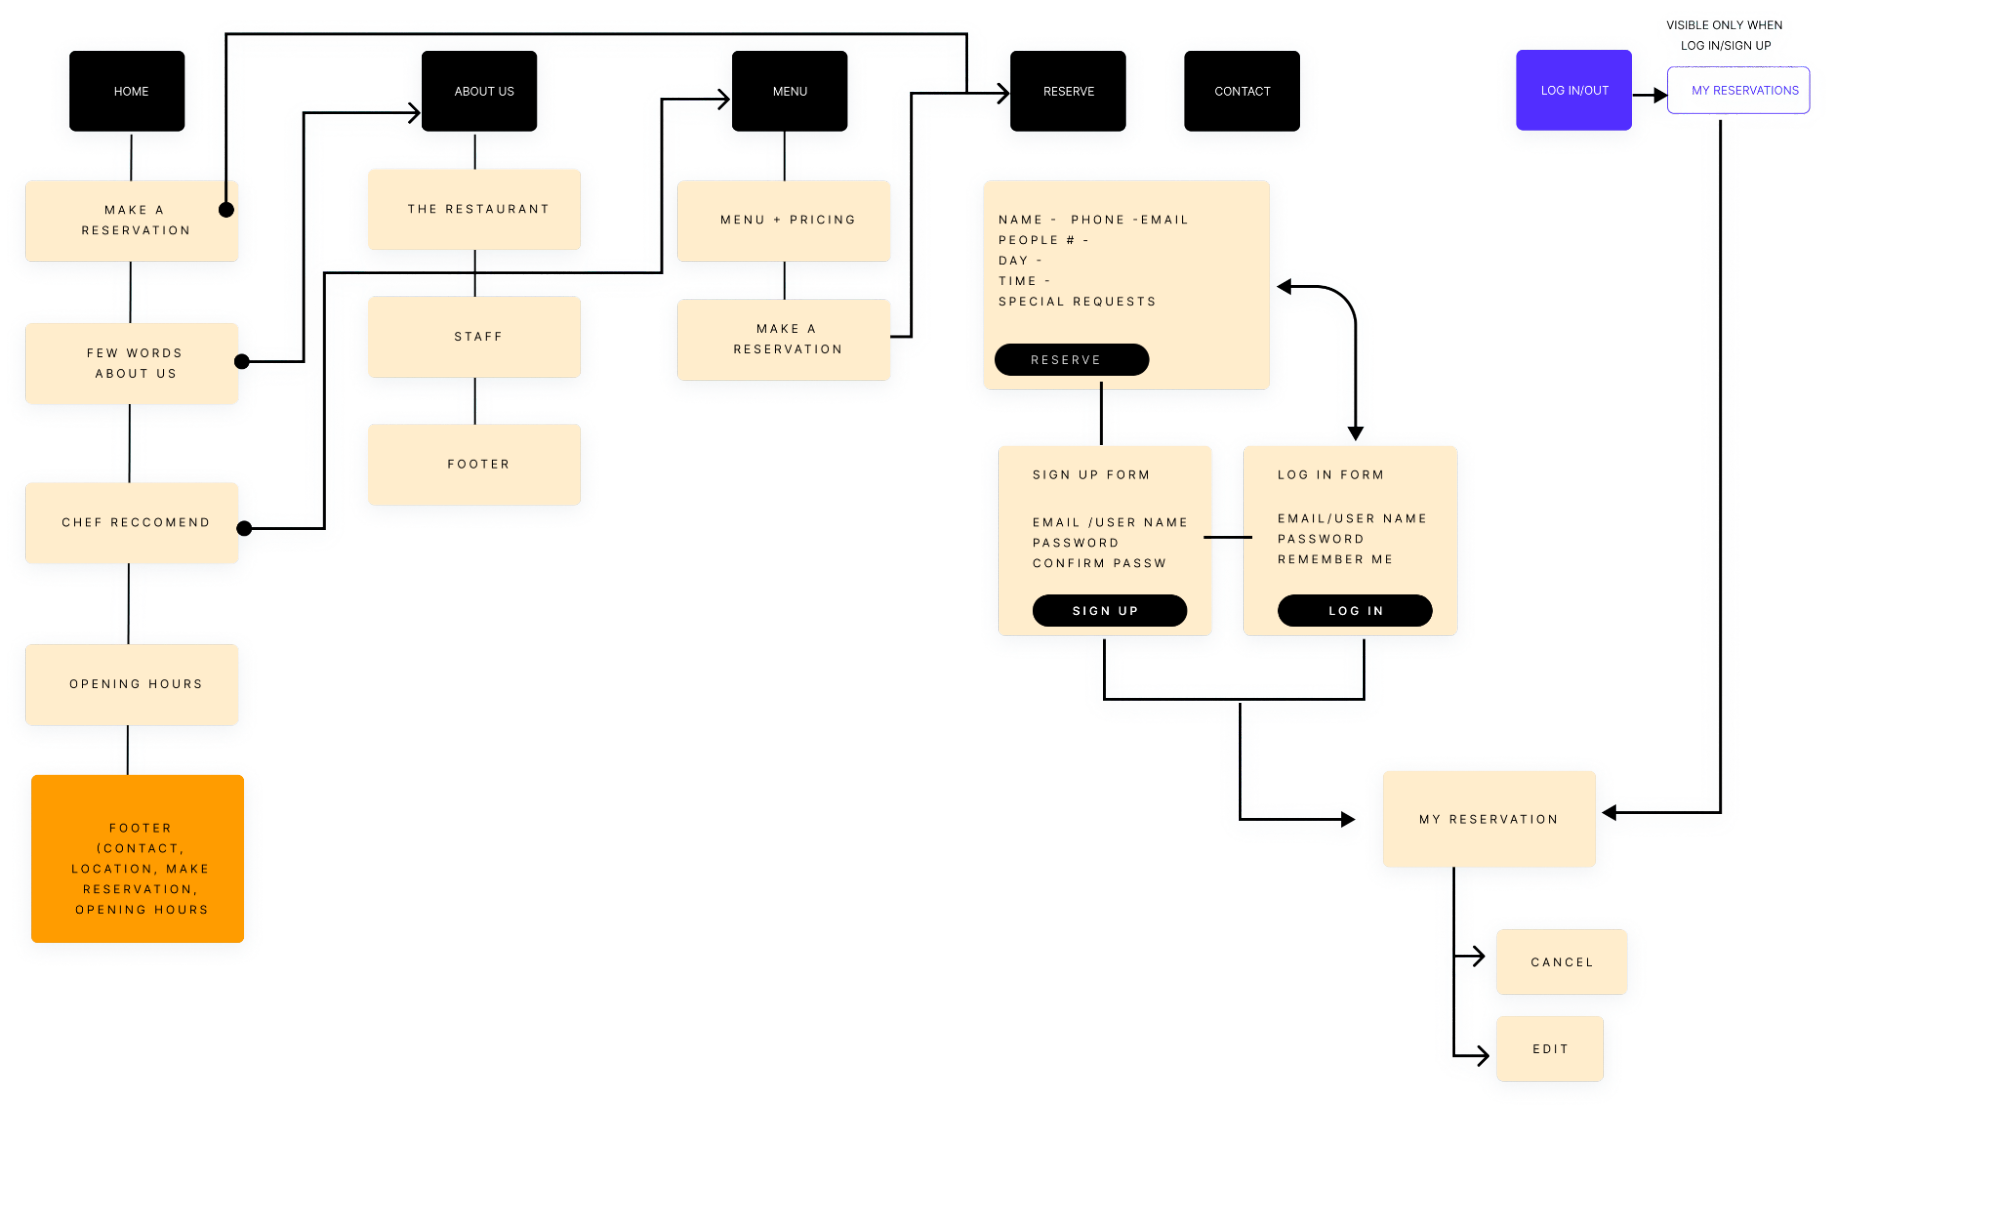 VISIBLE ONLY WHEN
LOG IN/SIGN UP
HOME
ABOUT US
MENU
RESERVE
CONTACT
LOG IN/OUT
MY RESERVATIONS
MAKE A
RESERVATION
FEW WORDS
ABOUT US
CHEF RECCOMEND
OPENING HOURS
FOOTER
(CONTACT,
LOCATION, MAKE
RESERVATION,
OPENING HOURS
THE RESTAURANT
STAFF
FOOTER
MENU + PRICING
MAKE A
RESERVATION
NAME - PHONE -EMAIL
PEOPLE # -
DAY -
TIME -
SPECIAL REQUESTS
RESERVE
SIGN UP FORM
EMAIL /USER NAME
PASSWORD
CONFIRM PASSW
SIGN UP
LOG IN FORM
EMAIL/USER NAME
PASSWORD
REMEMBER ME
LOG IN
MY RESERVATION
CANCEL
EDIT